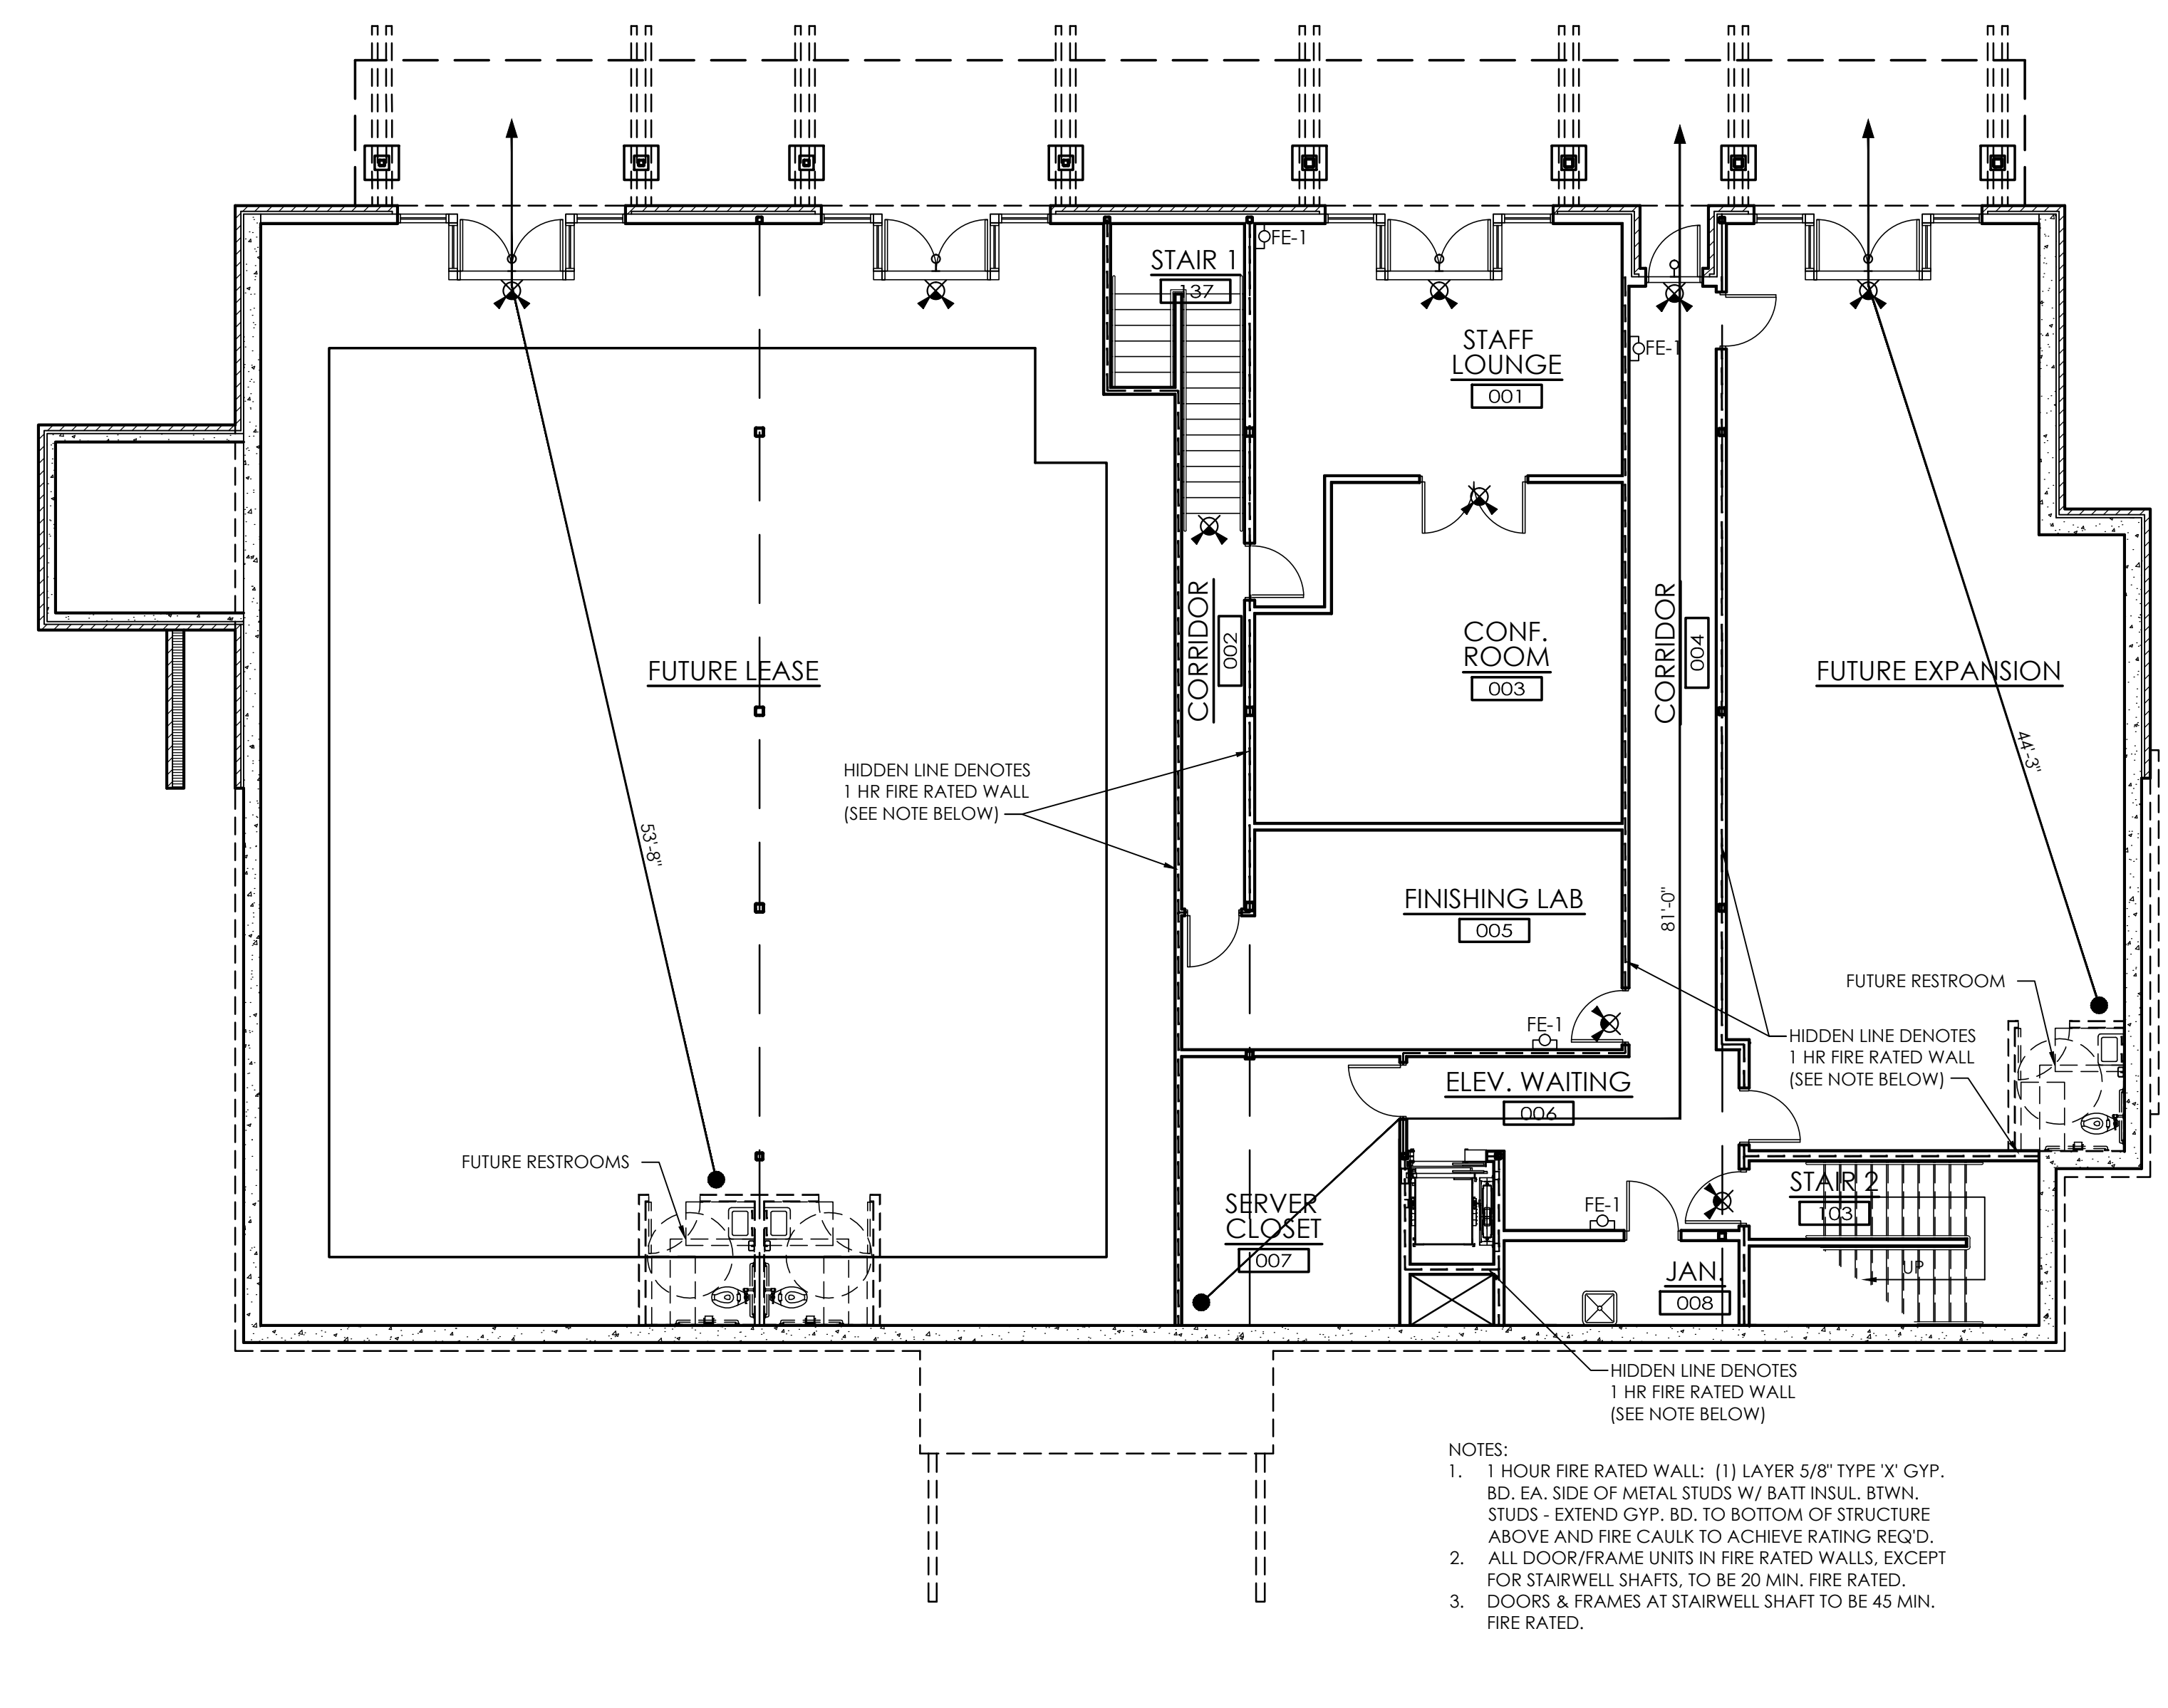 STAIR 1
137
FE-1
STAFF
LOUNGE
001
FE-1
CORRIDOR
002
CONF.
ROOM
003
CORRIDOR
004
FUTURE LEASE
FUTURE EXPANSION
44'-3"
HIDDEN LINE DENOTES
1 HR FIRE RATED WALL
(SEE NOTE BELOW)
53'-8"
FINISHING LAB
005
81'-0"
FUTURE RESTROOM
FE-1
HIDDEN LINE DENOTES
1 HR FIRE RATED WALL
(SEE NOTE BELOW)
ELEV. WAITING
006
FUTURE RESTROOMS
SERVER
CLOSET
007
FE-1
STAIR 2
103
UP
JAN.
008
HIDDEN LINE DENOTES
1 HR FIRE RATED WALL
(SEE NOTE BELOW)
NOTES:
1. 1 HOUR FIRE RATED WALL: (1) LAYER 5/8" TYPE 'X' GYP.
BD. EA. SIDE OF METAL STUDS W/ BATT INSUL. BTWN.
STUDS - EXTEND GYP. BD. TO BOTTOM OF STRUCTURE
ABOVE AND FIRE CAULK TO ACHIEVE RATING REQ'D.
2. ALL DOOR/FRAME UNITS IN FIRE RATED WALLS, EXCEPT
FOR STAIRWELL SHAFTS, TO BE 20 MIN. FIRE RATED.
3. DOORS & FRAMES AT STAIRWELL SHAFT TO BE 45 MIN.
FIRE RATED.